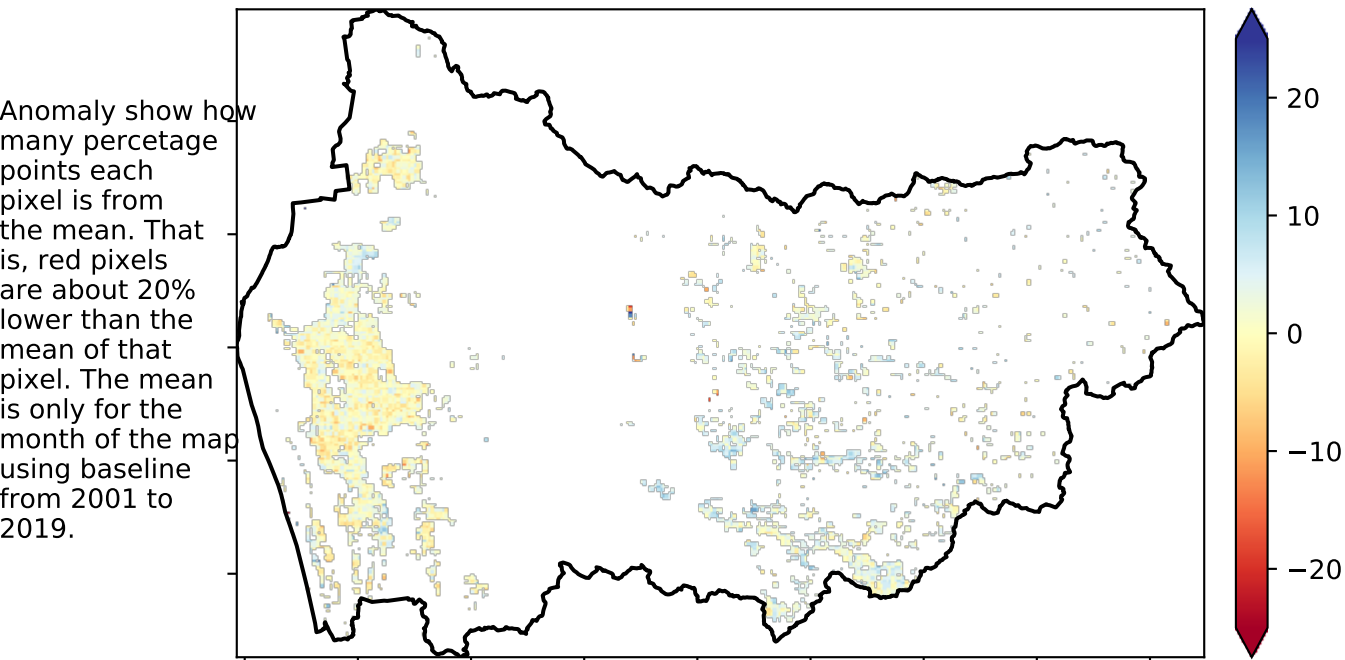 Anomaly show how
many percetage
points each
pixel is from
the mean. That
is, red pixels
are about 20%
lower than the
mean of that
pixel. The mean
is only for the
month of the map
using baseline
from 2001 to
2019.
20
10
0
−10
−20